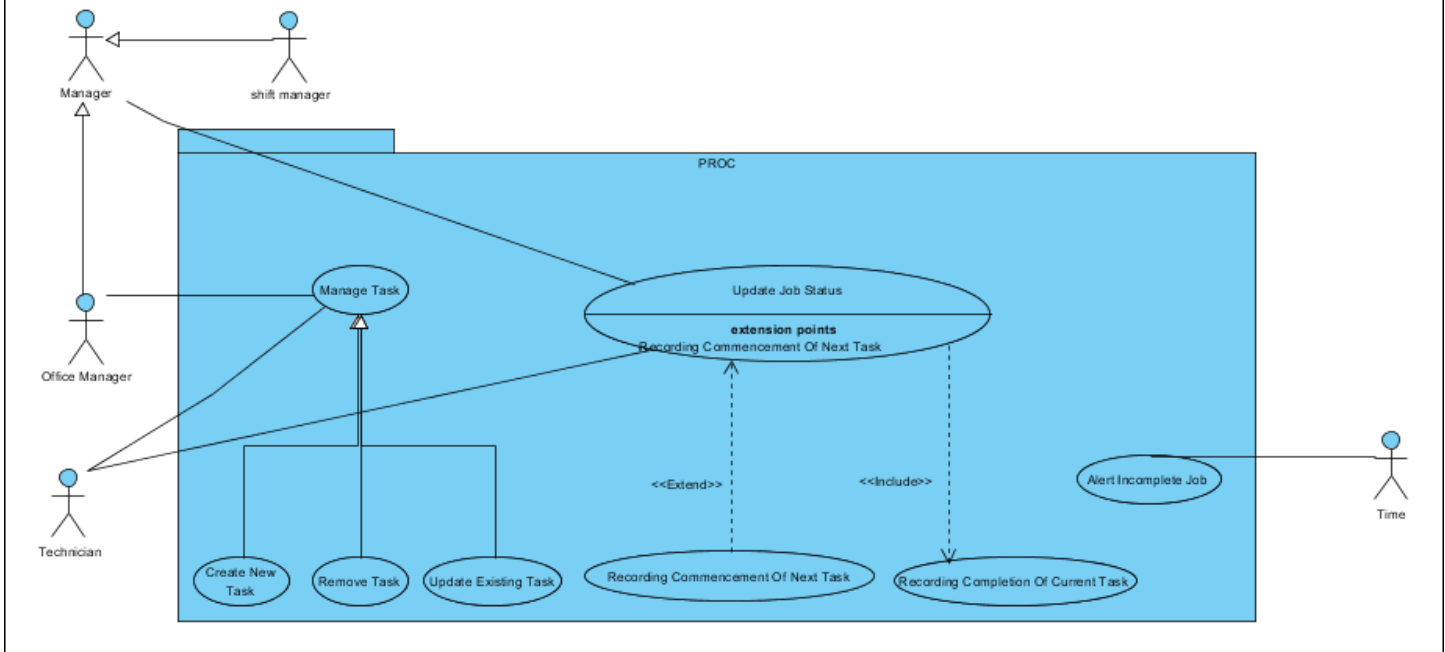 Manager
shift manager
PROC
Manage Task
Update Job Status
extension points
Recording Commencement Of Next Task
Office Manager
<<Extend>>
<<Include>>
Alert Incomplete Job
Time
Technician
Create New
Task
Remove Task
Update Existing Task
Recording Commencement Of Next Task
Recording Completion Of Current Task